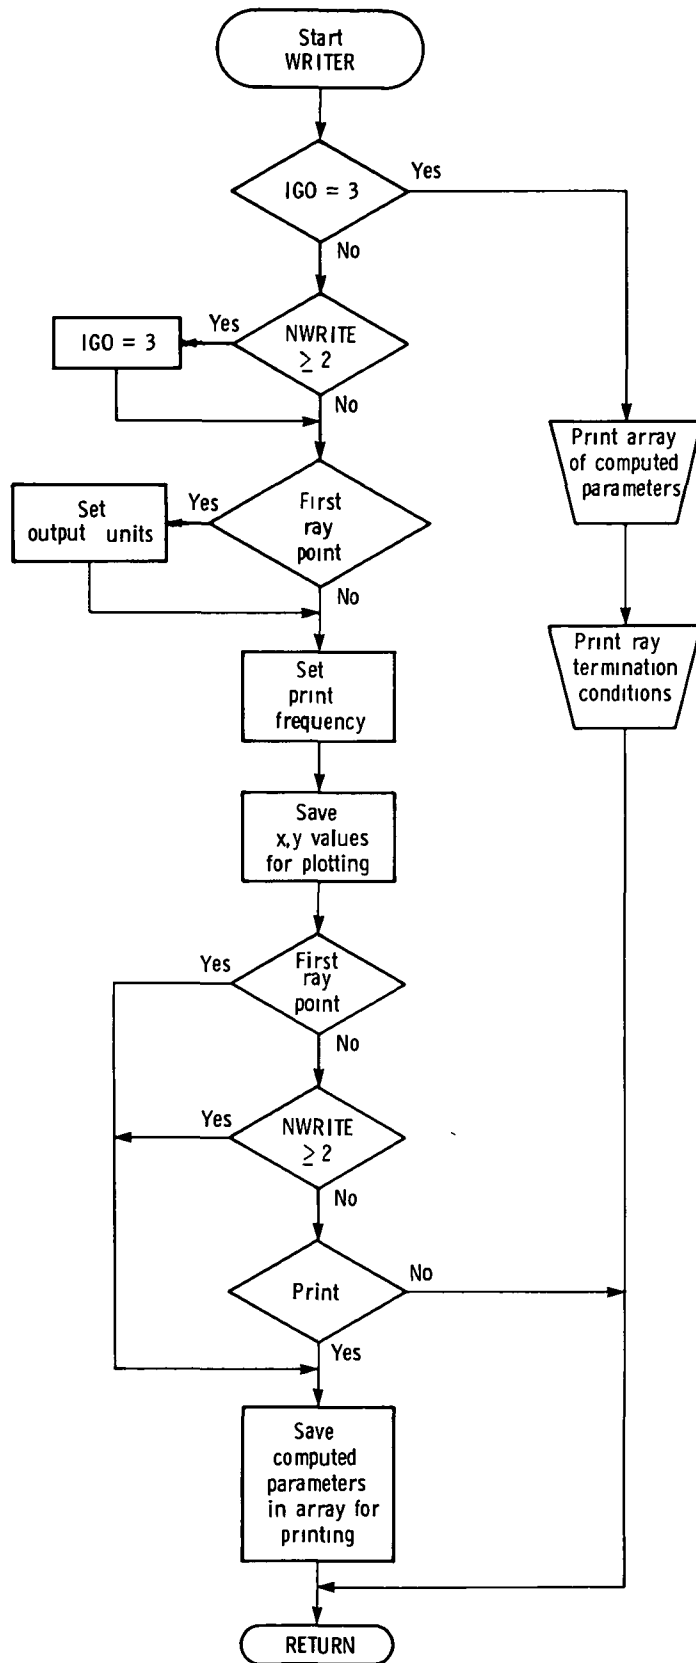 Start
WRITER
IGO = 3
Yes
No
NWRITE
≥ 2
Yes
IGO = 3
No
Print array
of computed
parameters
First
ray
point
Yes
Set
output units
No
Print ray
termination
conditions
Set
print
frequency
Save
x,y values
for plotting
First
ray
point
Yes
No
NWRITE
≥ 2
Yes
No
Print
No
Yes
Save
computed
parameters
in array for
printing
RETURN